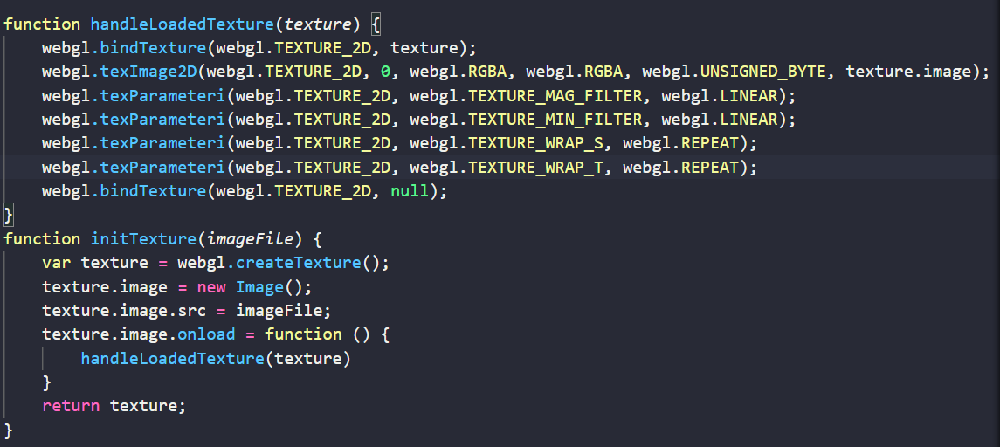 function handleLoadedTexture(texture) {
    webgl.bindTexture(webgl.TEXTURE_2D, texture);
    webgl.texImage2D(webgl.TEXTURE_2D, 0, webgl.RGBA, webgl.RGBA, webgl.UNSIGNED_BYTE, texture.image);
    webgl.texParameteri(webgl.TEXTURE_2D, webgl.TEXTURE_MAG_FILTER, webgl.LINEAR);
    webgl.texParameteri(webgl.TEXTURE_2D, webgl.TEXTURE_MIN_FILTER, webgl.LINEAR);
    webgl.texParameteri(webgl.TEXTURE_2D, webgl.TEXTURE_WRAP_S, webgl.REPEAT);
    webgl.texParameteri(webgl.TEXTURE_2D, webgl.TEXTURE_WRAP_T, webgl.REPEAT);
    webgl.bindTexture(webgl.TEXTURE_2D, null);
}
function initTexture(imageFile) {
    var texture = webgl.createTexture();
    texture.image = new Image();
    texture.image.src = imageFile;
    texture.image.onload = function () {
        handleLoadedTexture(texture)
    }
    return texture;
}